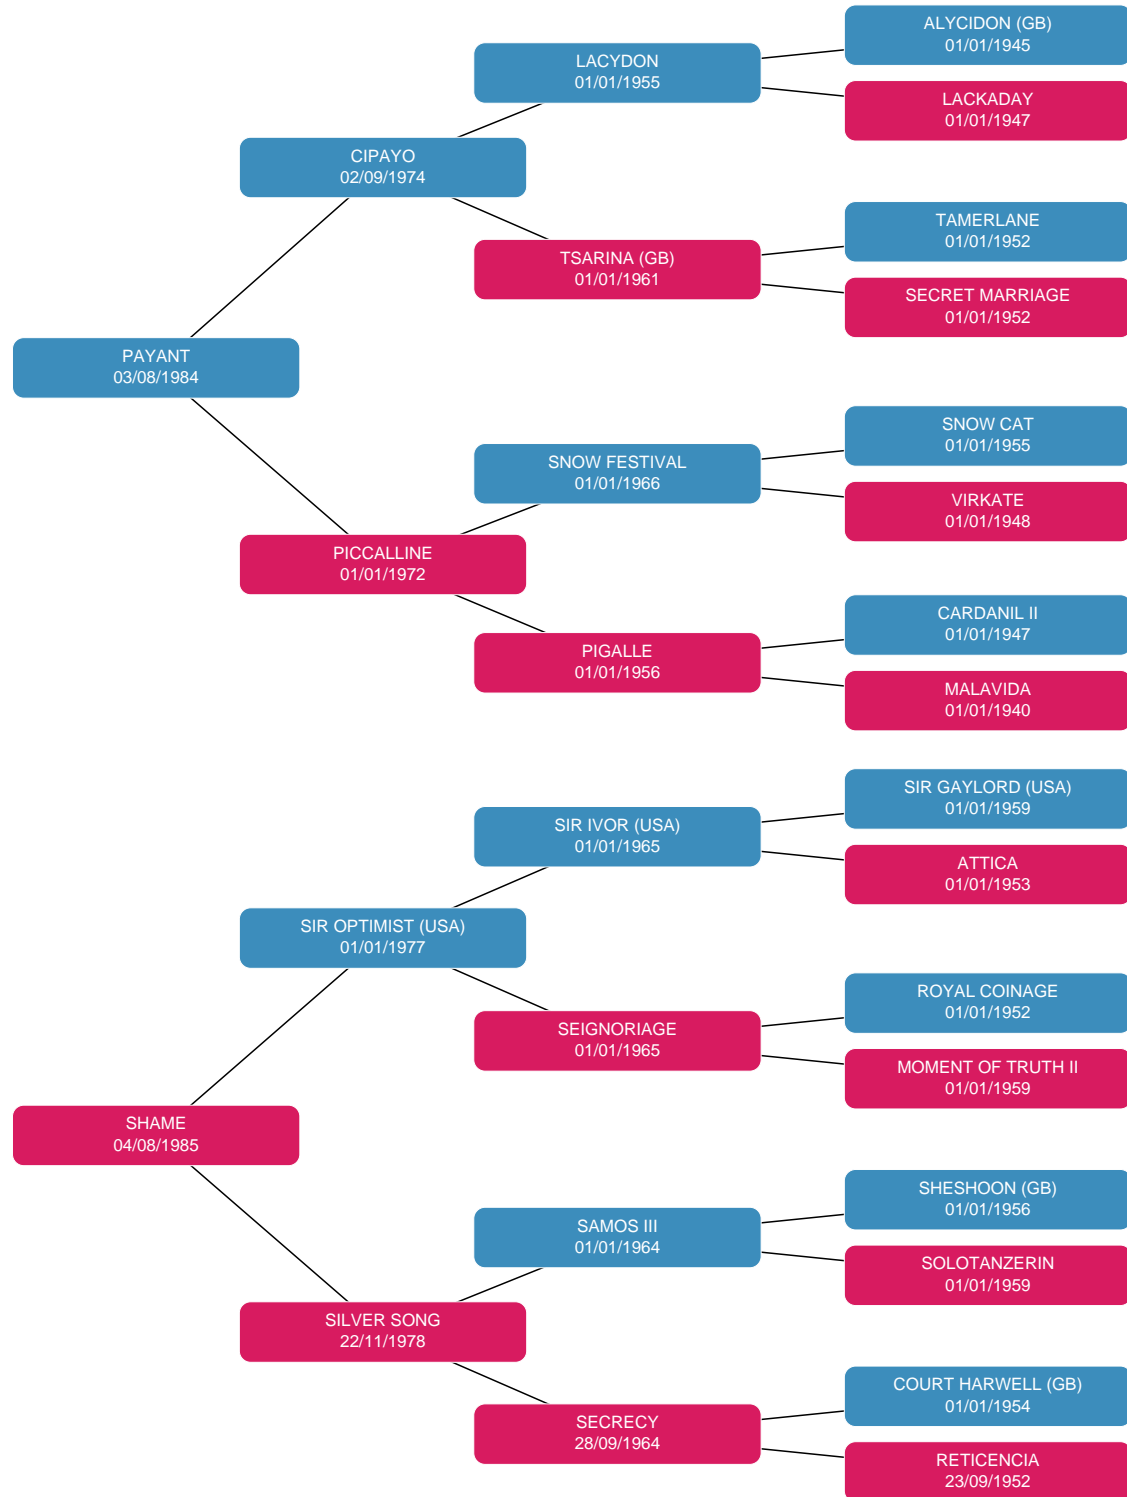 ALYCIDON (GB)
01/01/1945
LACYDON
01/01/1955
LACKADAY
01/01/1947
CIPAYO
02/09/1974
TAMERLANE
01/01/1952
TSARINA (GB)
01/01/1961
SECRET MARRIAGE
01/01/1952
PAYANT
03/08/1984
SNOW CAT
01/01/1955
SNOW FESTIVAL
01/01/1966
VIRKATE
01/01/1948
PICCALLINE
01/01/1972
CARDANIL II
01/01/1947
PIGALLE
01/01/1956
MALAVIDA
01/01/1940
SIR GAYLORD (USA)
01/01/1959
SIR IVOR (USA)
01/01/1965
ATTICA
01/01/1953
SIR OPTIMIST (USA)
01/01/1977
ROYAL COINAGE
01/01/1952
SEIGNORIAGE
01/01/1965
MOMENT OF TRUTH II
01/01/1959
SHAME
04/08/1985
SHESHOON (GB)
01/01/1956
SAMOS III
01/01/1964
SOLOTANZERIN
01/01/1959
SILVER SONG
22/11/1978
COURT HARWELL (GB)
01/01/1954
SECRECY
28/09/1964
RETICENCIA
23/09/1952